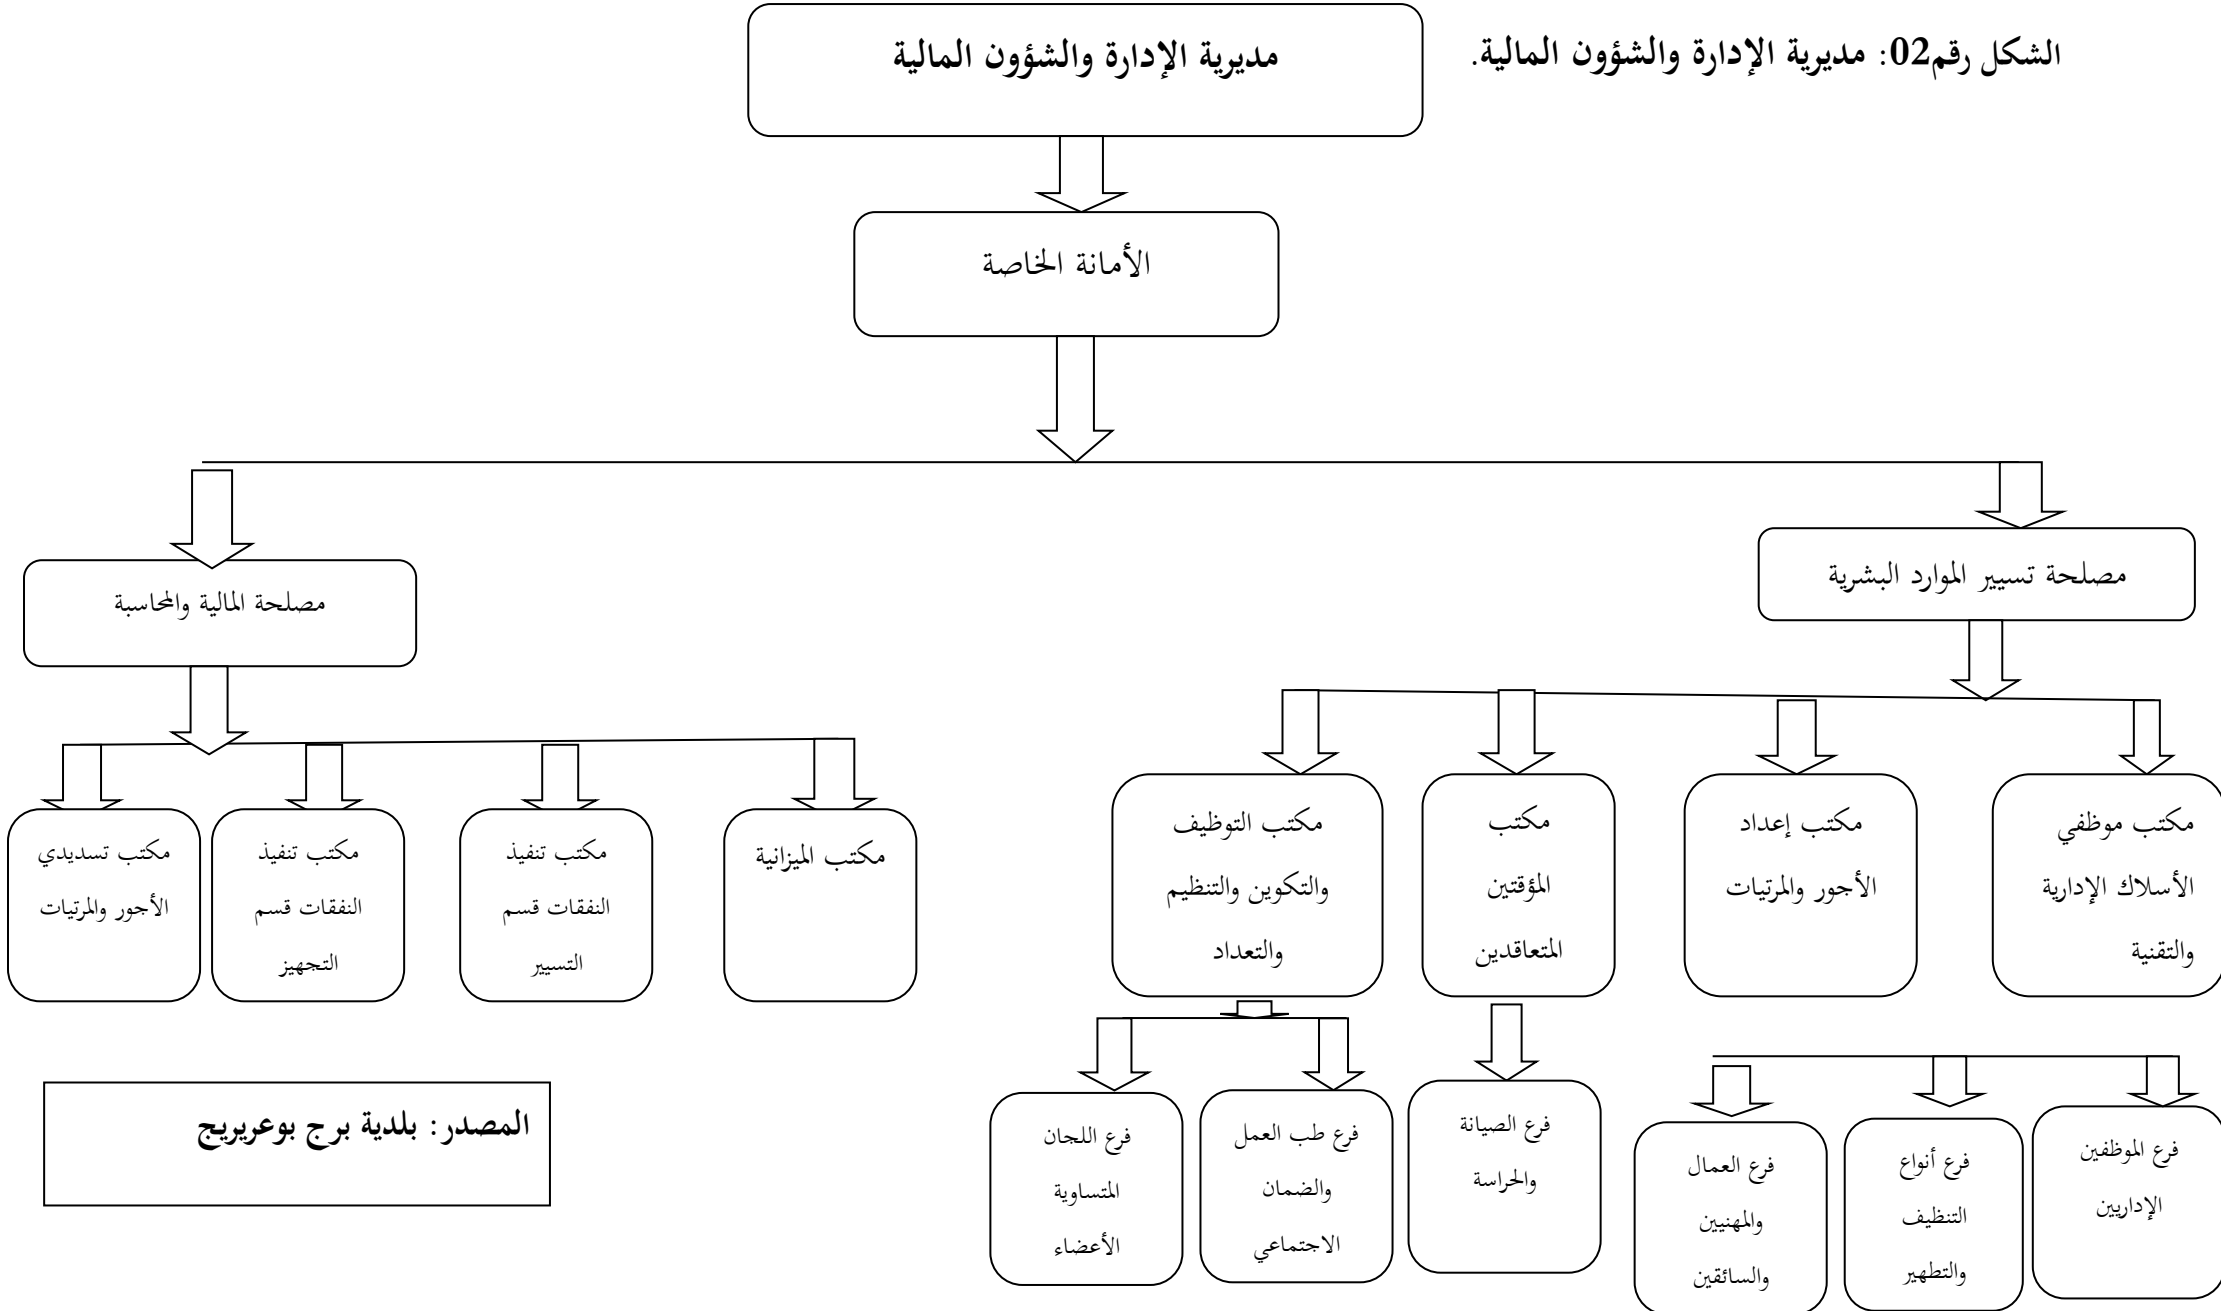 الشكل رقم02: مديرية الإدارة والشؤون المالية.
مديرية الإدارة والشؤون المالية
الأمانة الخاصة
مصلحة تسيير الموارد البشرية
مصلحة المالية والمحاسبة
مكتب موظفي
الأسلاك الإدارية
والتقنية
مكتب إعداد
الأجور والمرتيات
مكتب
المؤقتين
المتعاقدين
مكتب التوظيف
والتكوين والتنظيم
والتعداد
مكتب الميزانية
مكتب تنفيذ
النفقات قسم
التسيير
مكتب تنفيذ
النفقات قسم
التجهيز
مكتب تسديدي
الأجور والمرتيات
فرع الموظفين
الإداريين
فرع أنواع
التنظيف
والتطهير
فرع العمال
والمهنيين
والسائقين
فرع الصيانة
والحراسة
فرع طب العمل
والضمان
الاجتماعي
فرع اللجان
المتساوية
الأعضاء
المصدر: بلدية برج بوعريريج